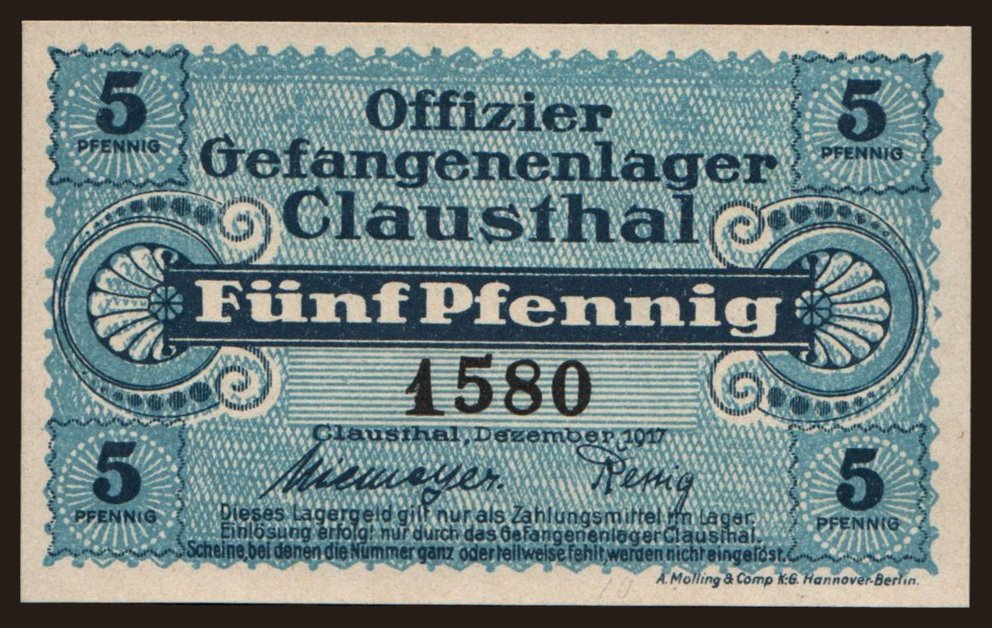 5 PFENNIG
5 PFENNIG
Offizier
Gefangenenlager
Clausthal
Fünf Pfennig
1580
Clausthal, Dezember 1917
Niemeyer.
5 PFENNIG
5 PFENNIG
Dieses Lagergeld gilt nur als Zahlungsmittel im Lager.
Einlösung erfolgt nur durch das Gefangenenlager Clausthal.
Scheine, bei denen die Nummer ganz oder teilweise fehlt, werden nicht eingelöst.
A. Molling & Comp K:G. Hannover-Berlin.